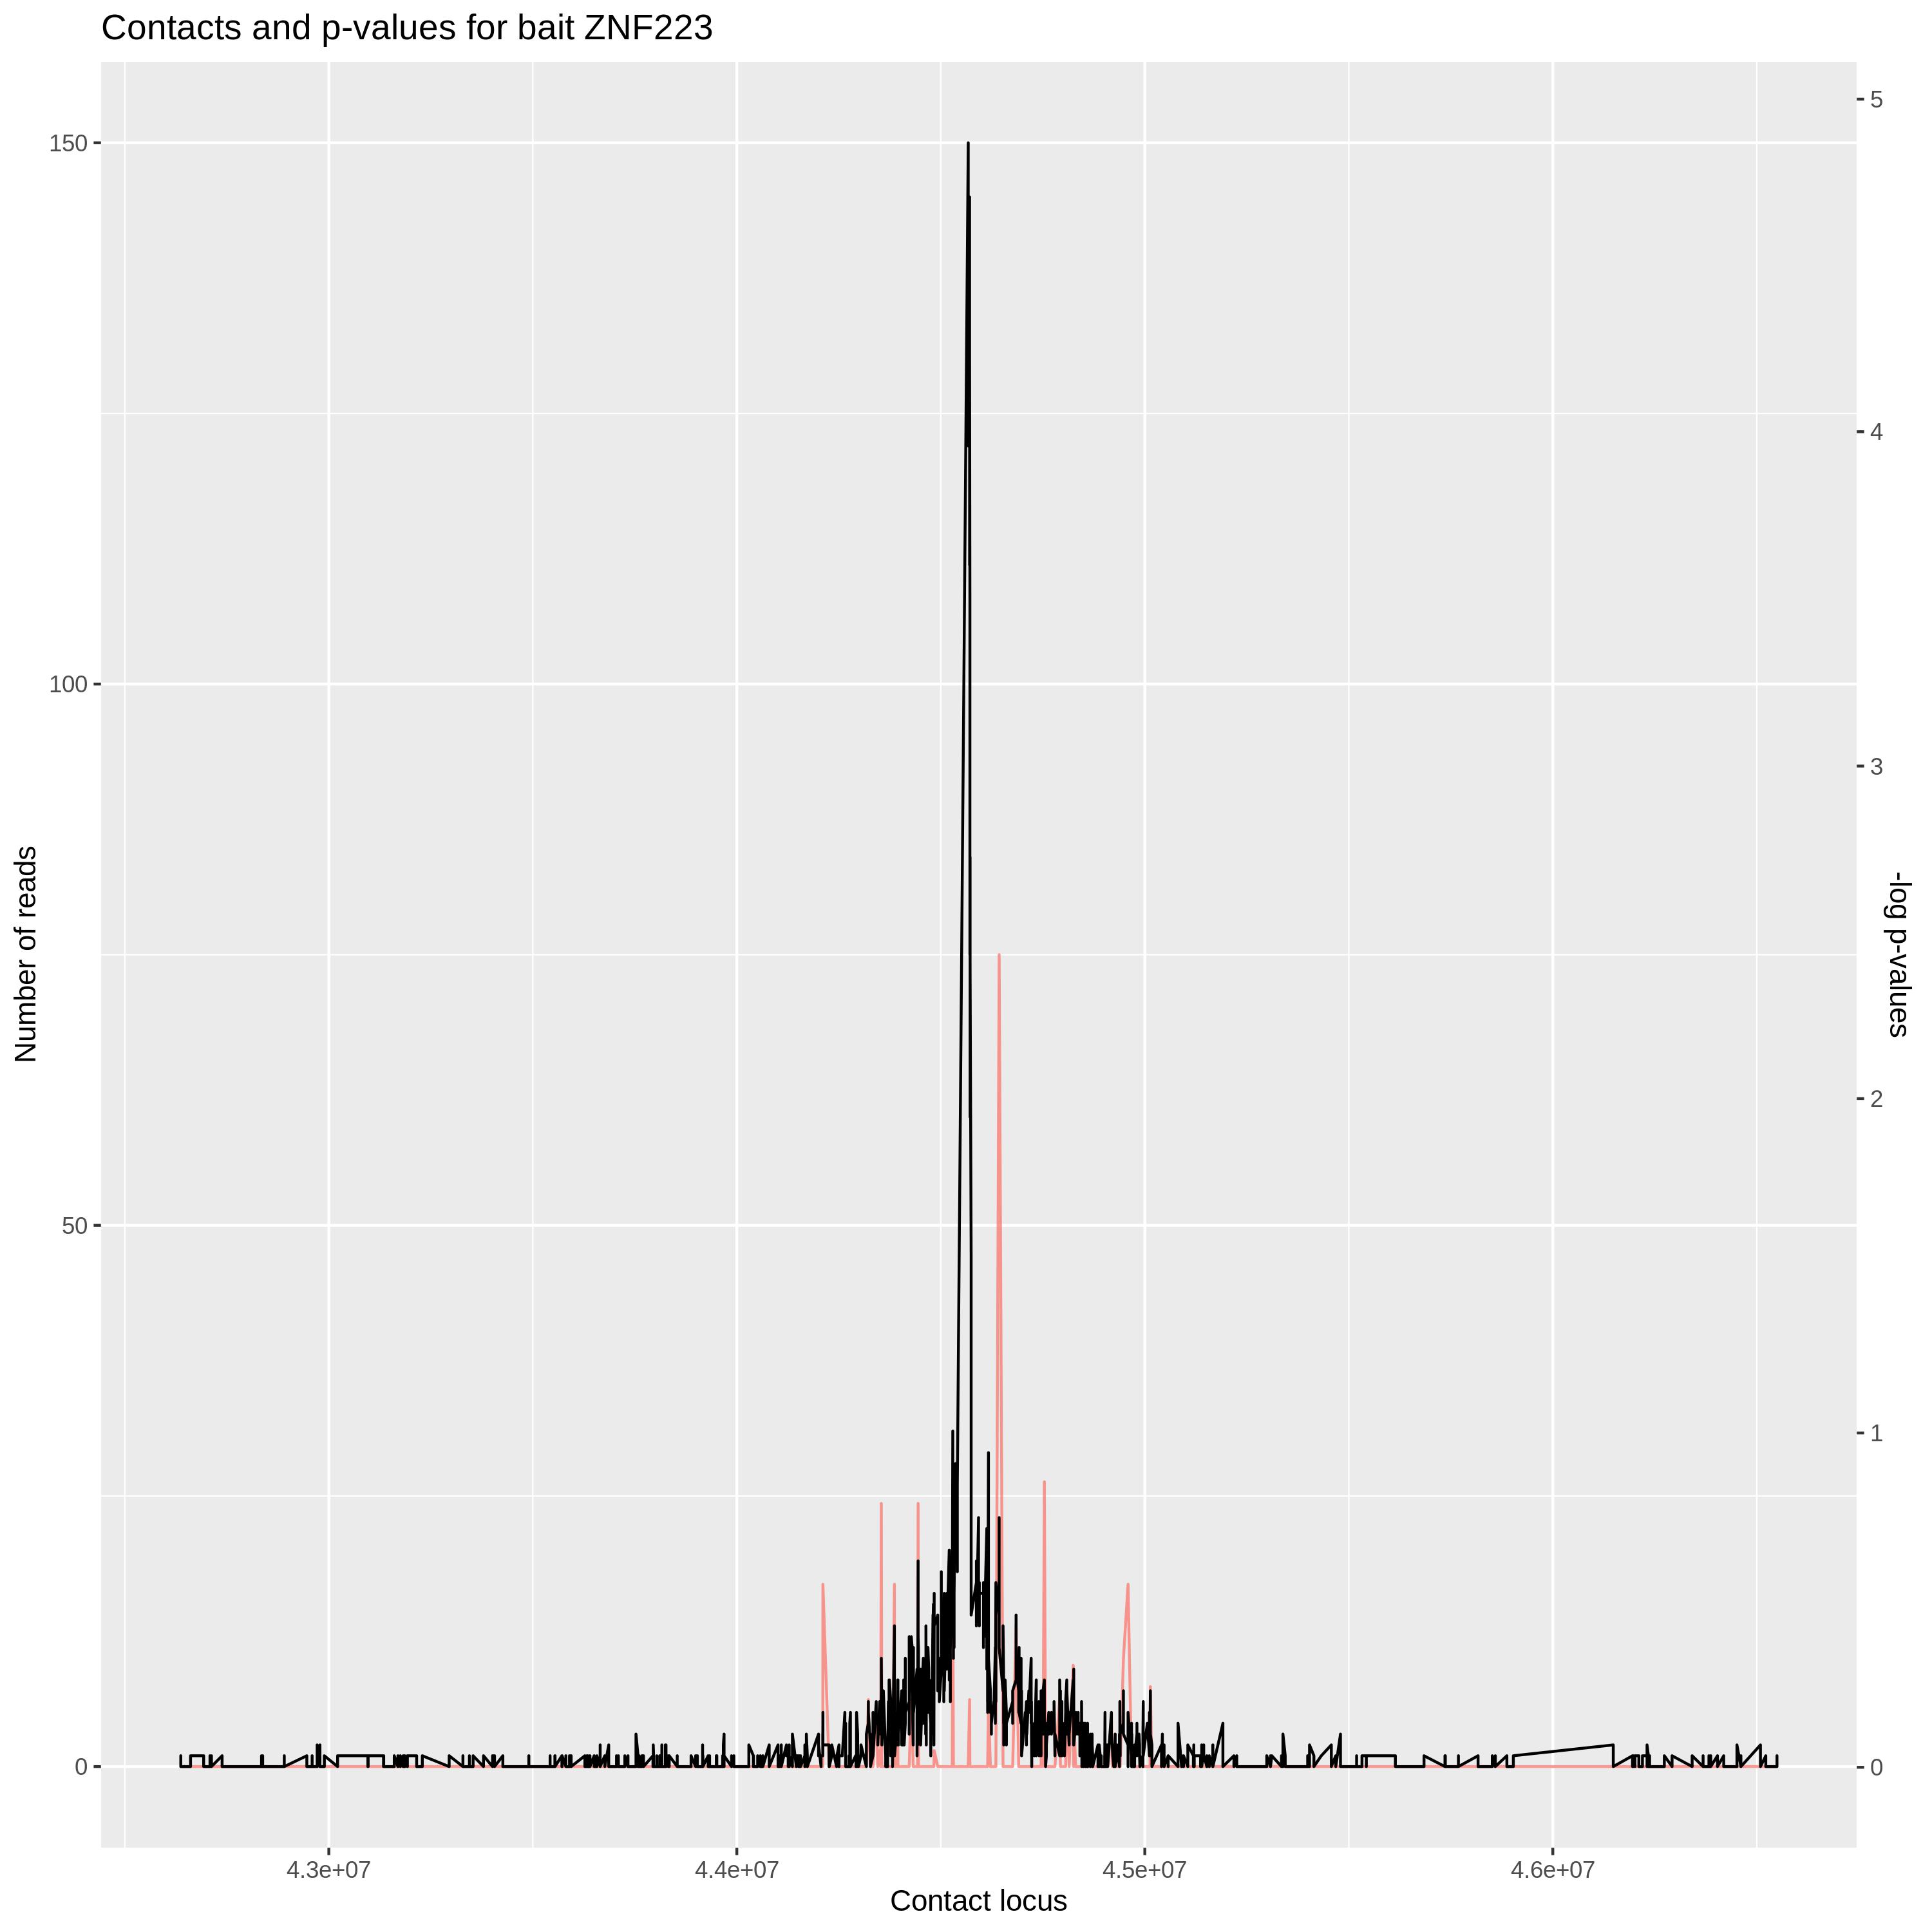 Contacts and p-values for bait ZNF223
150
100
50
0
Number of reads
5
4
3
2
1
0
-log p-values
4.3e+07
4.4e+07
4.5e+07
4.6e+07
Contact locus